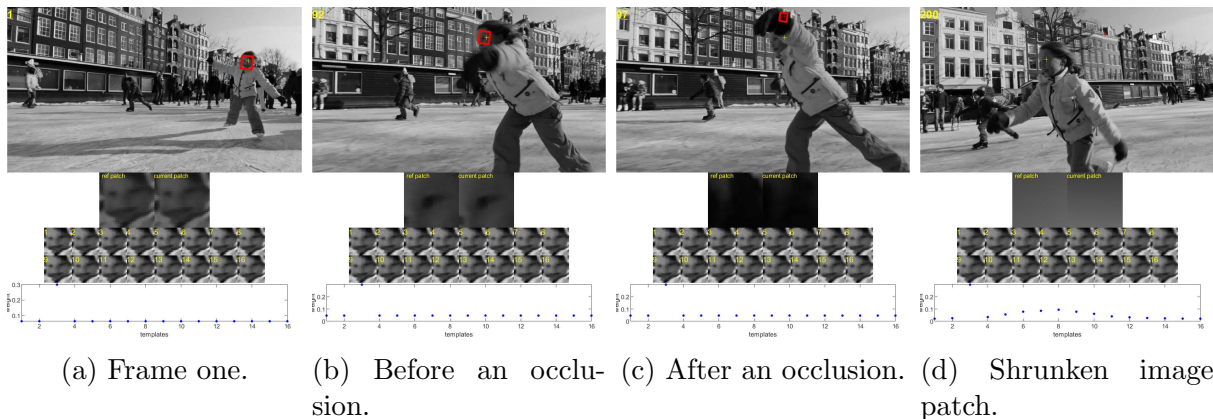 1
92
97
200
ref patch current patch
ref patch current patch
ref patch current patch
ref patch current patch
1 2 3 4 5 6 7 8
9 10 11 12 13 14 15 16
1 2 3 4 5 6 7 8
9 10 11 12 13 14 15 16
1 2 3 4 5 6 7 8
9 10 11 12 13 14 15 16
1 2 3 4 5 6 7 8
9 10 11 12 13 14 15 16
0.3
0.2
0.1
2 4 6 8 10 12 14 16
templates
0.2
0.1
2 4 6 8 10 12 14 16
templates
0.2
0.1
2 4 6 8 10 12 14 16
templates
0.2
0.1
2 4 6 8 10 12 14 16
templates
(a) Frame one.
(b) Before an occlu-
sion.
(c) After an occlusion.
(d) Shrunken image
patch.